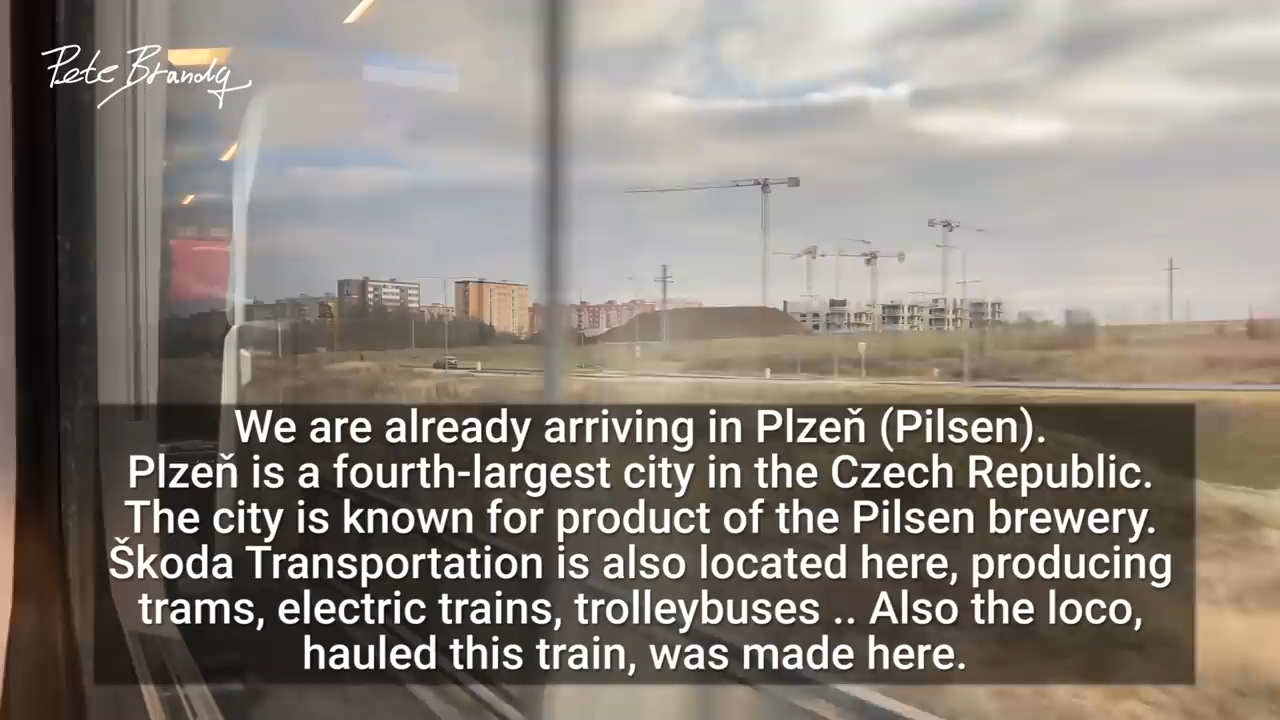 Pete Brandy
We are already arriving in Plzeň (Pilsen).
Plzeň is a fourth-largest city in the Czech Republic.
The city is known for product of the Pilsen brewery.
Škoda Transportation is also located here, producing
trams, electric trains, trolleybuses .. Also the loco,
hauled this train, was made here.